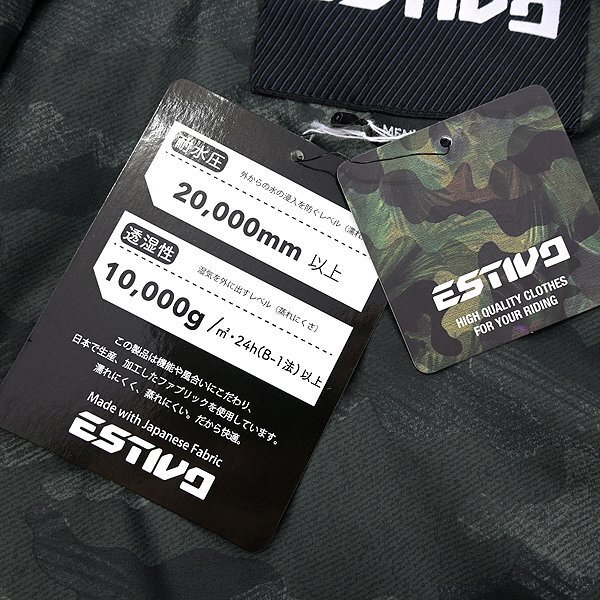 ESTIVO
MEN
耐水圧
外からの水の浸入を防ぐレベル（濡れ
20,000mm 以上
透湿性
湿気を外に出すレベル（蒸れにくさ）
10,000g /㎡・24h(B-1法)以上
この製品は機能や風合いにこだわり、
日本で生産、加工したファブリックを使用しています。
濡れにくく、蒸れにくい。だから快適。
Made with Japanese Fabric
ESTIVO
ESTIVO
HIGH QUALITY CLOTHES
FOR YOUR RIDING